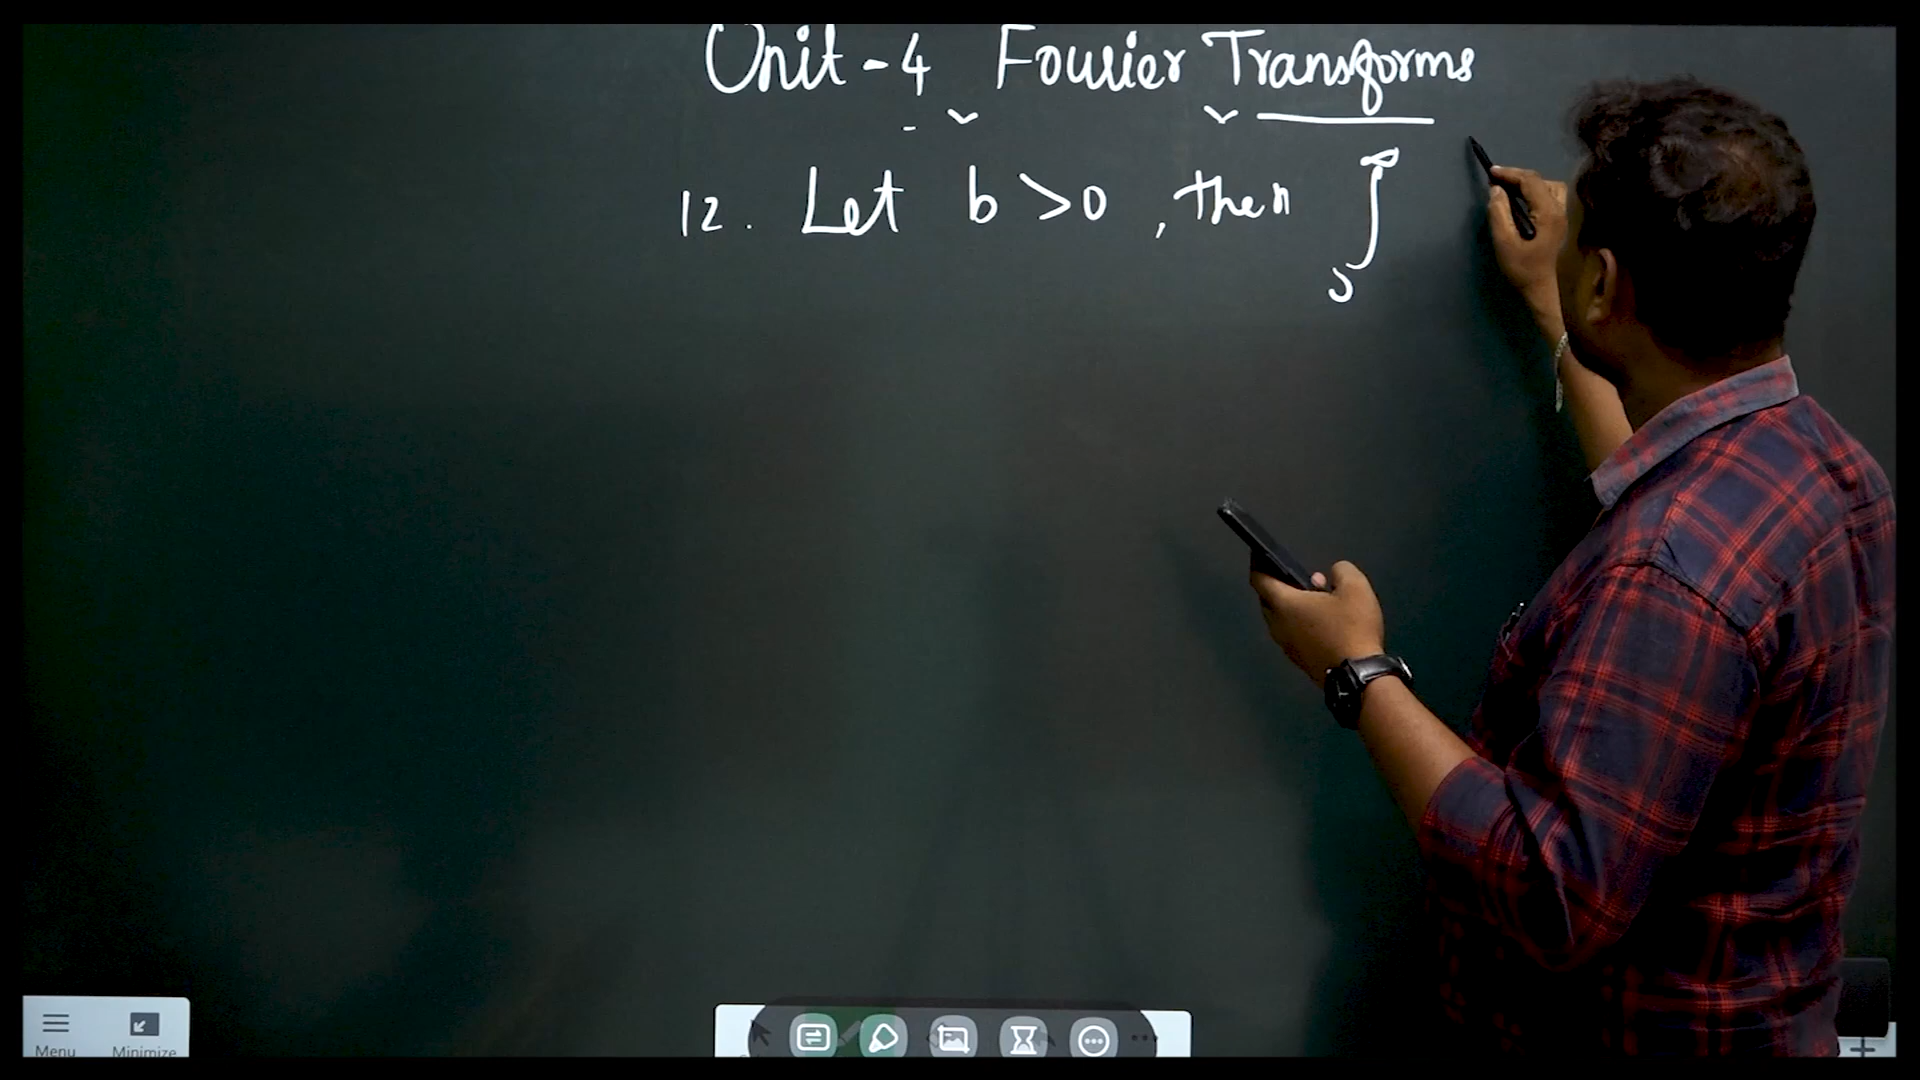 Unit - 4 Fourier Transforms
12. Let b > 0 , then ∫ ∞
Menu Minimize